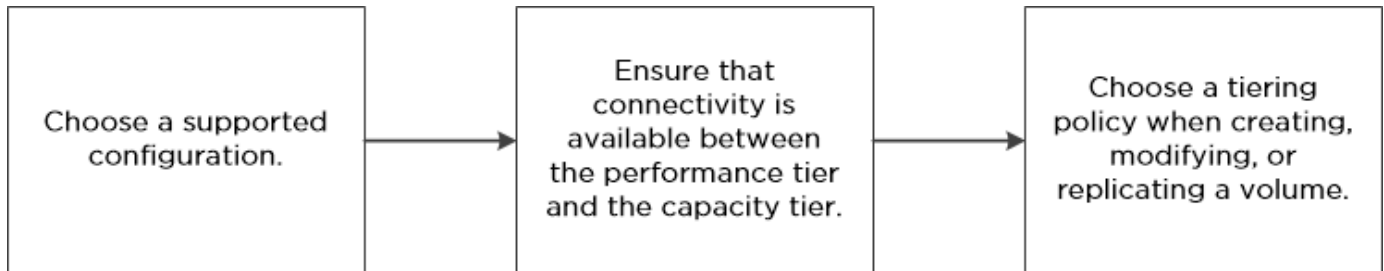 Choose a supported
configuration.
Ensure that
connectivity is
available between
the performance tier
and the capacity tier.
Choose a tiering
policy when creating,
modifying, or
replicating a volume.